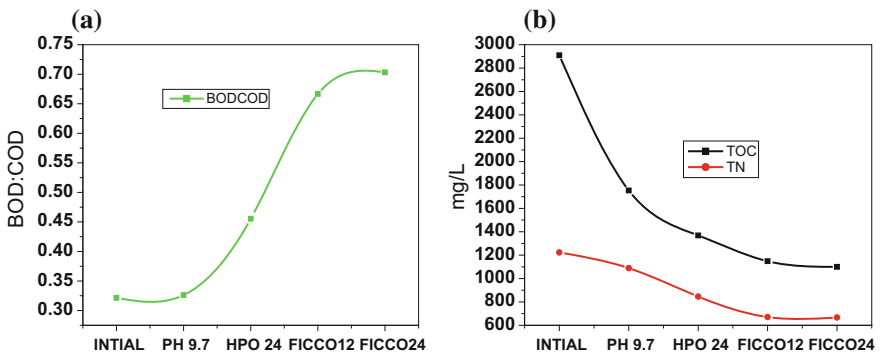 (a)
0.75
0.70
0.65
0.60
0.55
0.50
0.45
0.40
0.35
0.30
BOD:COD
BODCOD
INTIAL PH 9.7 HPO 24 FICCO12 FICCO24
(b)
3000
2800
2600
2400
2200
2000
1800
1600
1400
1200
1000
800
600
mg/L
TOC
TN
INTIAL PH 9.7 HPO 24 FICCO12 FICCO24